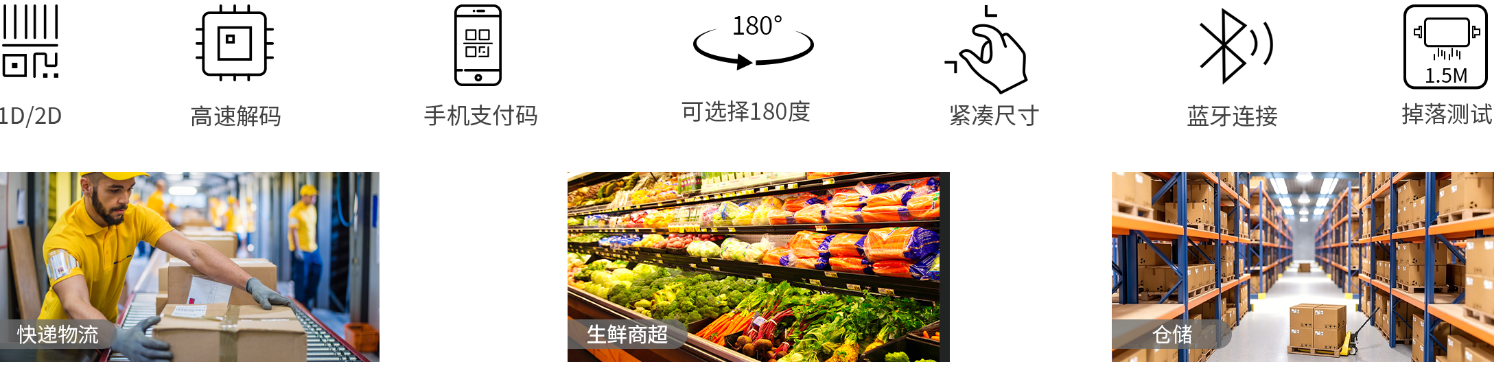 180°
1.5M
1D/2D
高速解码
手机支付码
可选择180度
紧凑尺寸
蓝牙连接
掉落测试
快递物流
生鲜商超
仓储